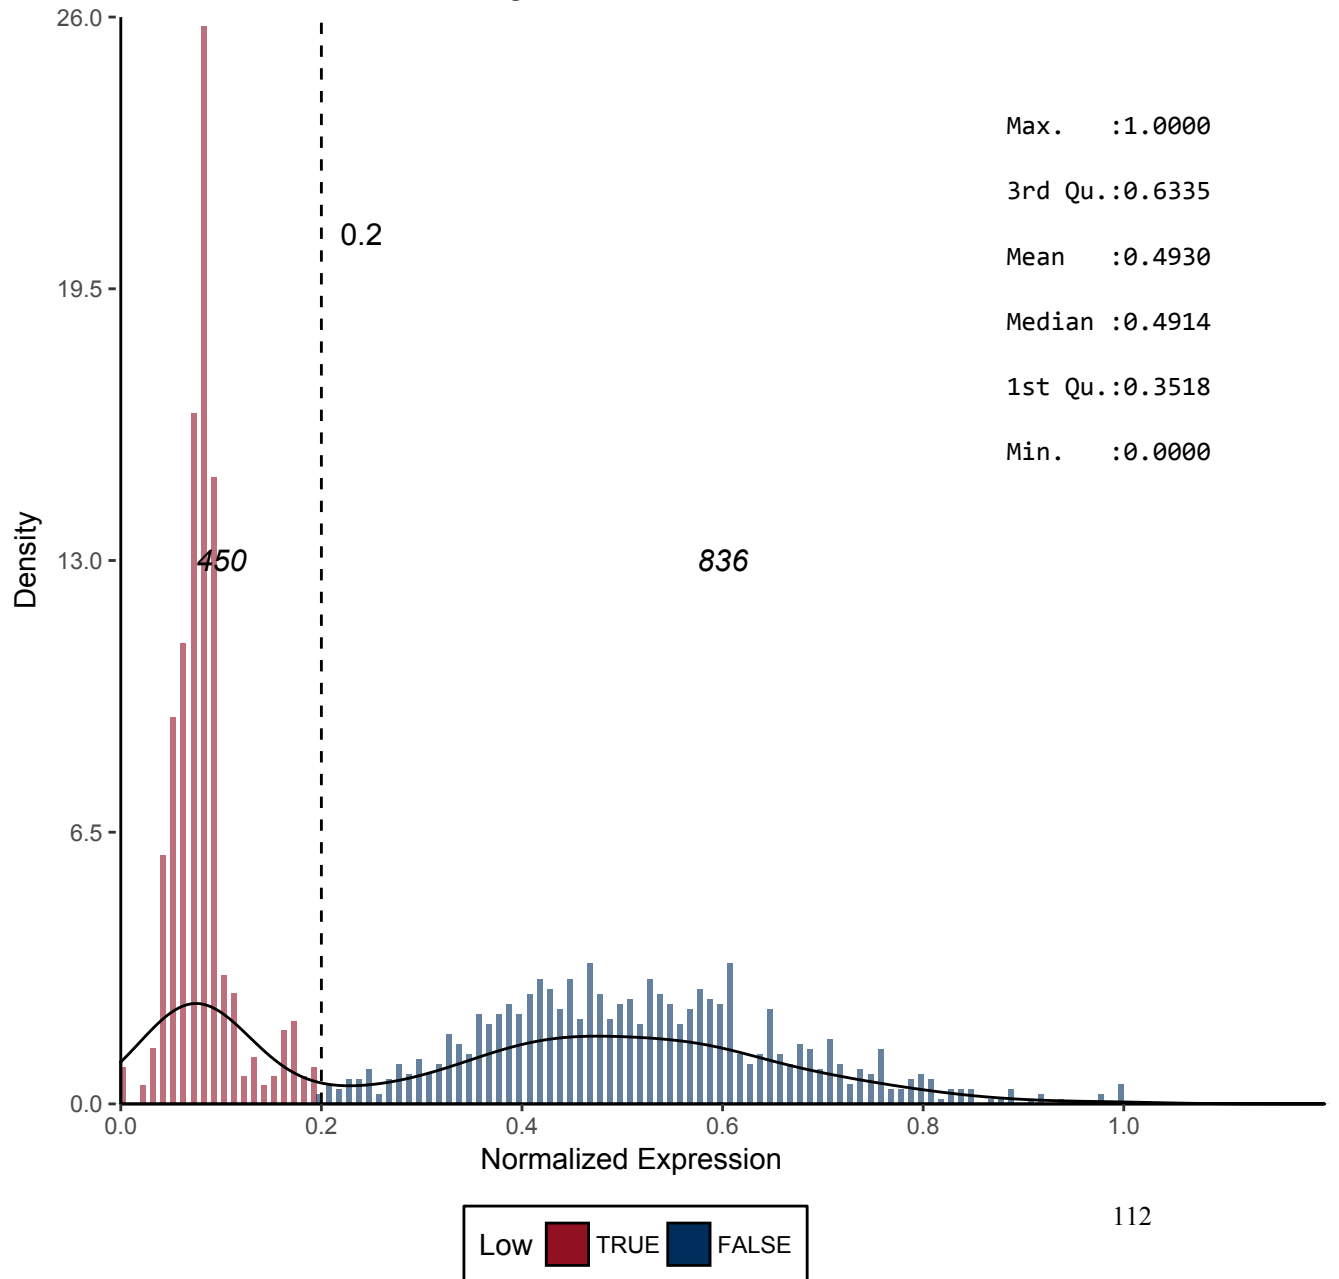 26.0
19.5
13.0
6.5
0.0
Density
0.2
450
836
Max.   :1.0000
3rd Qu.:0.6335
Mean   :0.4930
Median :0.4914
1st Qu.:0.3518
Min.   :0.0000
0.0 0.2 0.4 0.6 0.8 1.0
Normalized Expression
Low TRUE FALSE
112